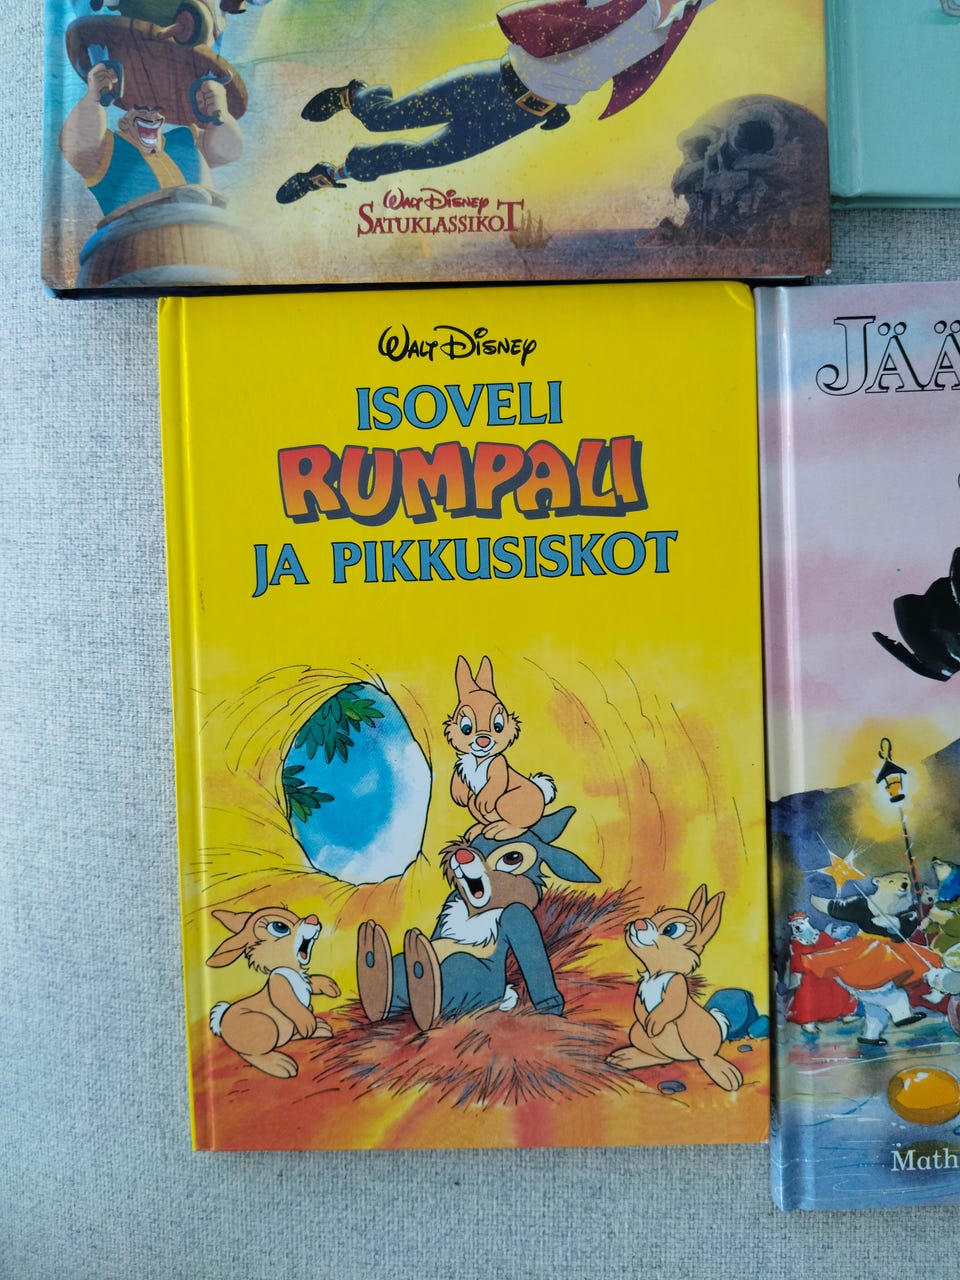 Walt Disney
Satuklassikot
Walt Disney
ISOVELI
RUMPALI
JA PIKKUSISKOT
JÄÄ
Math